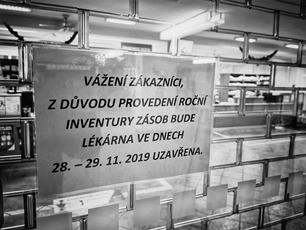 VÁŽENÍ ZÁKAZNÍCI,
Z DŮVODU PROVEDENÍ ROČNÍ
INVENTURY ZÁSOB BUDE
LÉKÁRNA VE DNECH
28. – 29. 11. 2019 UZAVŘENA.